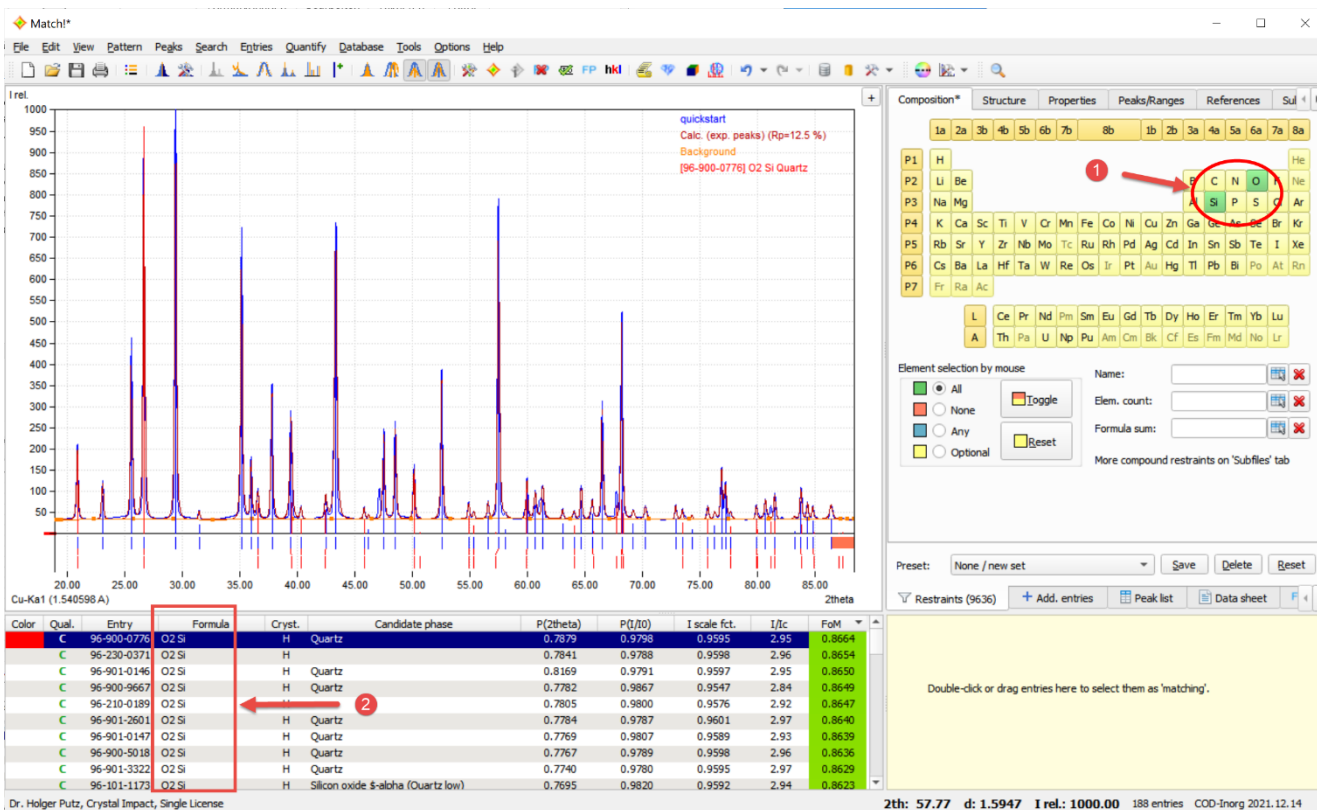 Match!*
File Edit View Pattern Peaks Search Entries Quantify Database Tools Options Help
FP hkl
I rel.
+
1000
950
900
850
800
750
700
650
600
550
500
450
400
350
300
250
200
150
100
50
quickstart
Calc. (exp. peaks) (Rp=12.5 %)
Background
[96-900-0776] O2 Si Quartz
20.00 25.00 30.00 35.00 40.00 45.00 50.00 55.00 60.00 65.00 70.00 75.00 80.00 85.00
Cu-Ka1 (1.540598 A) 2theta
Composition* Structure Properties Peaks/Ranges References Sul
1a 2a 3b 4b 5b 6b 7b 8b 1b 2b 3a 4a 5a 6a 7a 8a
P1 H He
1
P2 Li Be B C N O F Ne
P3 Na Mg Al Si P S Cl Ar
P4 K Ca Sc Ti V Cr Mn Fe Co Ni Cu Zn Ga Ge As Se Br Kr
P5 Rb Sr Y Zr Nb Mo Tc Ru Rh Pd Ag Cd In Sn Sb Te I Xe
P6 Cs Ba La Hf Ta W Re Os Ir Pt Au Hg Tl Pb Bi Po At Rn
P7 Fr Ra Ac
L Ce Pr Nd Pm Sm Eu Gd Tb Dy Ho Er Tm Yb Lu
A Th Pa U Np Pu Am Cm Bk Cf Es Fm Md No Lr
Element selection by mouse
All
None
Any
Optional
Toggle
Reset
Name:
Elem. count:
Formula sum:
More compound restraints on 'Subfiles' tab
Preset: None / new set Save Delete Reset
Restraints (9636) + Add. entries Peak list Data sheet F
Color Qual. Entry Formula Cryst. Candidate phase P(2theta) P(I/I0) I scale fct. I/Ic FoM
C 96-900-0776 O2 Si H Quartz 0.7879 0.9798 0.9595 2.95 0.8664
C 96-230-0371 O2 Si H 0.7841 0.9788 0.9598 2.96 0.8654
C 96-901-0146 O2 Si H Quartz 0.8169 0.9791 0.9597 2.95 0.8650
C 96-900-9667 O2 Si H Quartz 0.7782 0.9867 0.9547 2.84 0.8649
C 96-210-0189 O2 Si 2 0.7805 0.9800 0.9576 2.92 0.8647
C 96-901-2601 O2 Si H Quartz 0.7784 0.9787 0.9601 2.97 0.8640
C 96-901-0147 O2 Si H Quartz 0.7769 0.9807 0.9589 2.93 0.8639
C 96-900-5018 O2 Si H Quartz 0.7767 0.9789 0.9598 2.96 0.8636
C 96-901-3322 O2 Si H Quartz 0.7740 0.9780 0.9595 2.97 0.8629
C 96-101-1173 O2 Si H Silicon oxide $-alpha (Quartz low) 0.7695 0.9820 0.9592 2.94 0.8623
Double-click or drag entries here to select them as 'matching'.
Dr. Holger Putz, Crystal Impact, Single License
2th: 57.77 d: 1.5947 I rel.: 1000.00 188 entries COD-Inorg 2021.12.14